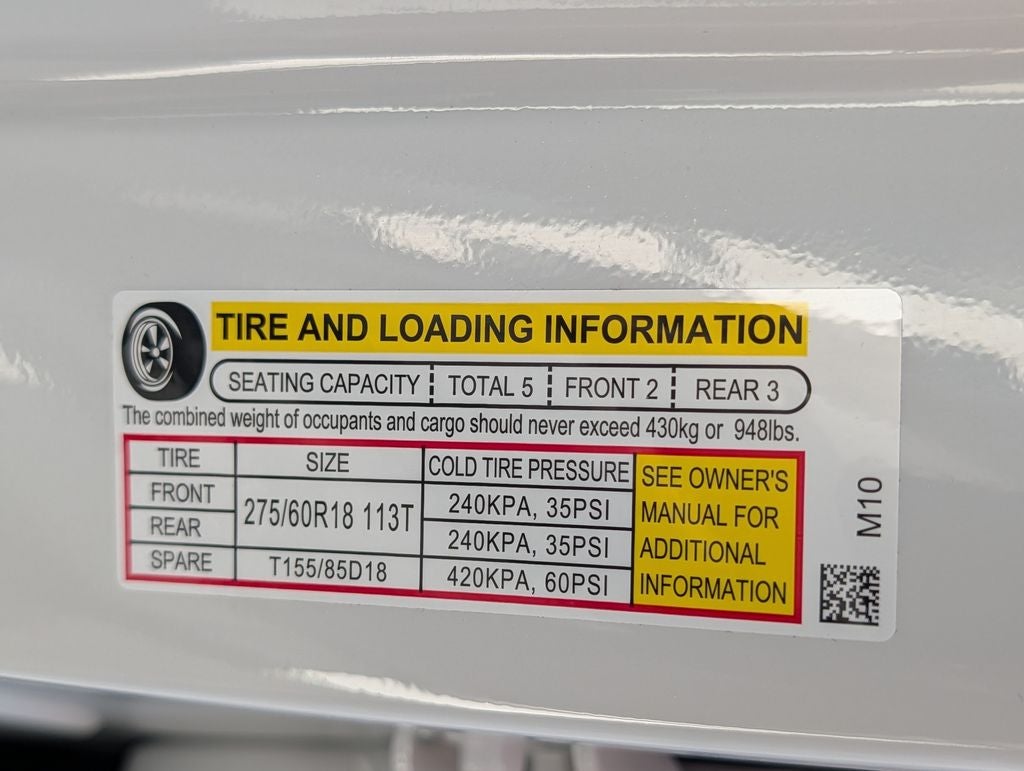 TIRE AND LOADING INFORMATION
SEATING CAPACITY TOTAL 5 FRONT 2 REAR 3
The combined weight of occupants and cargo should never exceed 430kg or 948lbs.
TIRE SIZE COLD TIRE PRESSURE
FRONT 275/60R18 113T 240KPA, 35PSI
REAR 240KPA, 35PSI
SPARE T155/85D18 420KPA, 60PSI
SEE OWNER'S
MANUAL FOR
ADDITIONAL
INFORMATION
M10